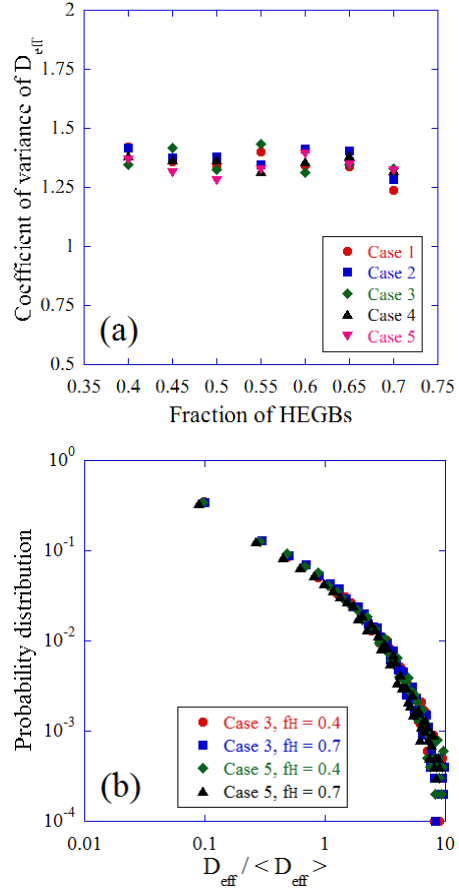 2
1.75
1.5
1.25
1
0.75
0.5
Coefficient of variance of D_eff
Case 1
Case 2
Case 3
Case 4
Case 5
(a)
0.35 0.4 0.45 0.5 0.55 0.6 0.65 0.7 0.75
Fraction of HEGBs
10^0
10^-1
10^-2
10^-3
10^-4
Probability distribution
Case 3, fH = 0.4
Case 3, fH = 0.7
Case 5, fH = 0.4
Case 5, fH = 0.7
(b)
0.01 0.1 1 10
D_eff / < D_eff >